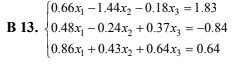 B 13. 0.66x₁ −1.44x₂ −0.18x₃ = 1.83
0.48x₁ − 0.24x₂ + 0.37x₃ = −0.84
0.86x₁ + 0.43x₂ + 0.64x₃ = 0.64